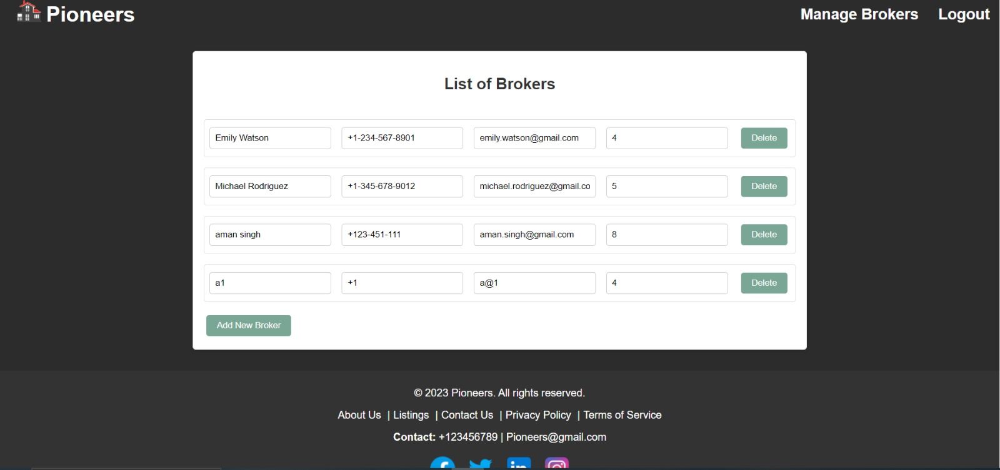 Pioneers
Manage Brokers Logout
List of Brokers
Emily Watson +1-234-567-8901 emily.watson@gmail.com 4 Delete
Michael Rodriguez +1-345-678-9012 michael.rodriguez@gmail.co 5 Delete
aman singh +123-451-111 aman.singh@gmail.com 8 Delete
a1 +1 a@1 4 Delete
Add New Broker
© 2023 Pioneers. All rights reserved.
About Us | Listings | Contact Us | Privacy Policy | Terms of Service
Contact: +123456789 | Pioneers@gmail.com